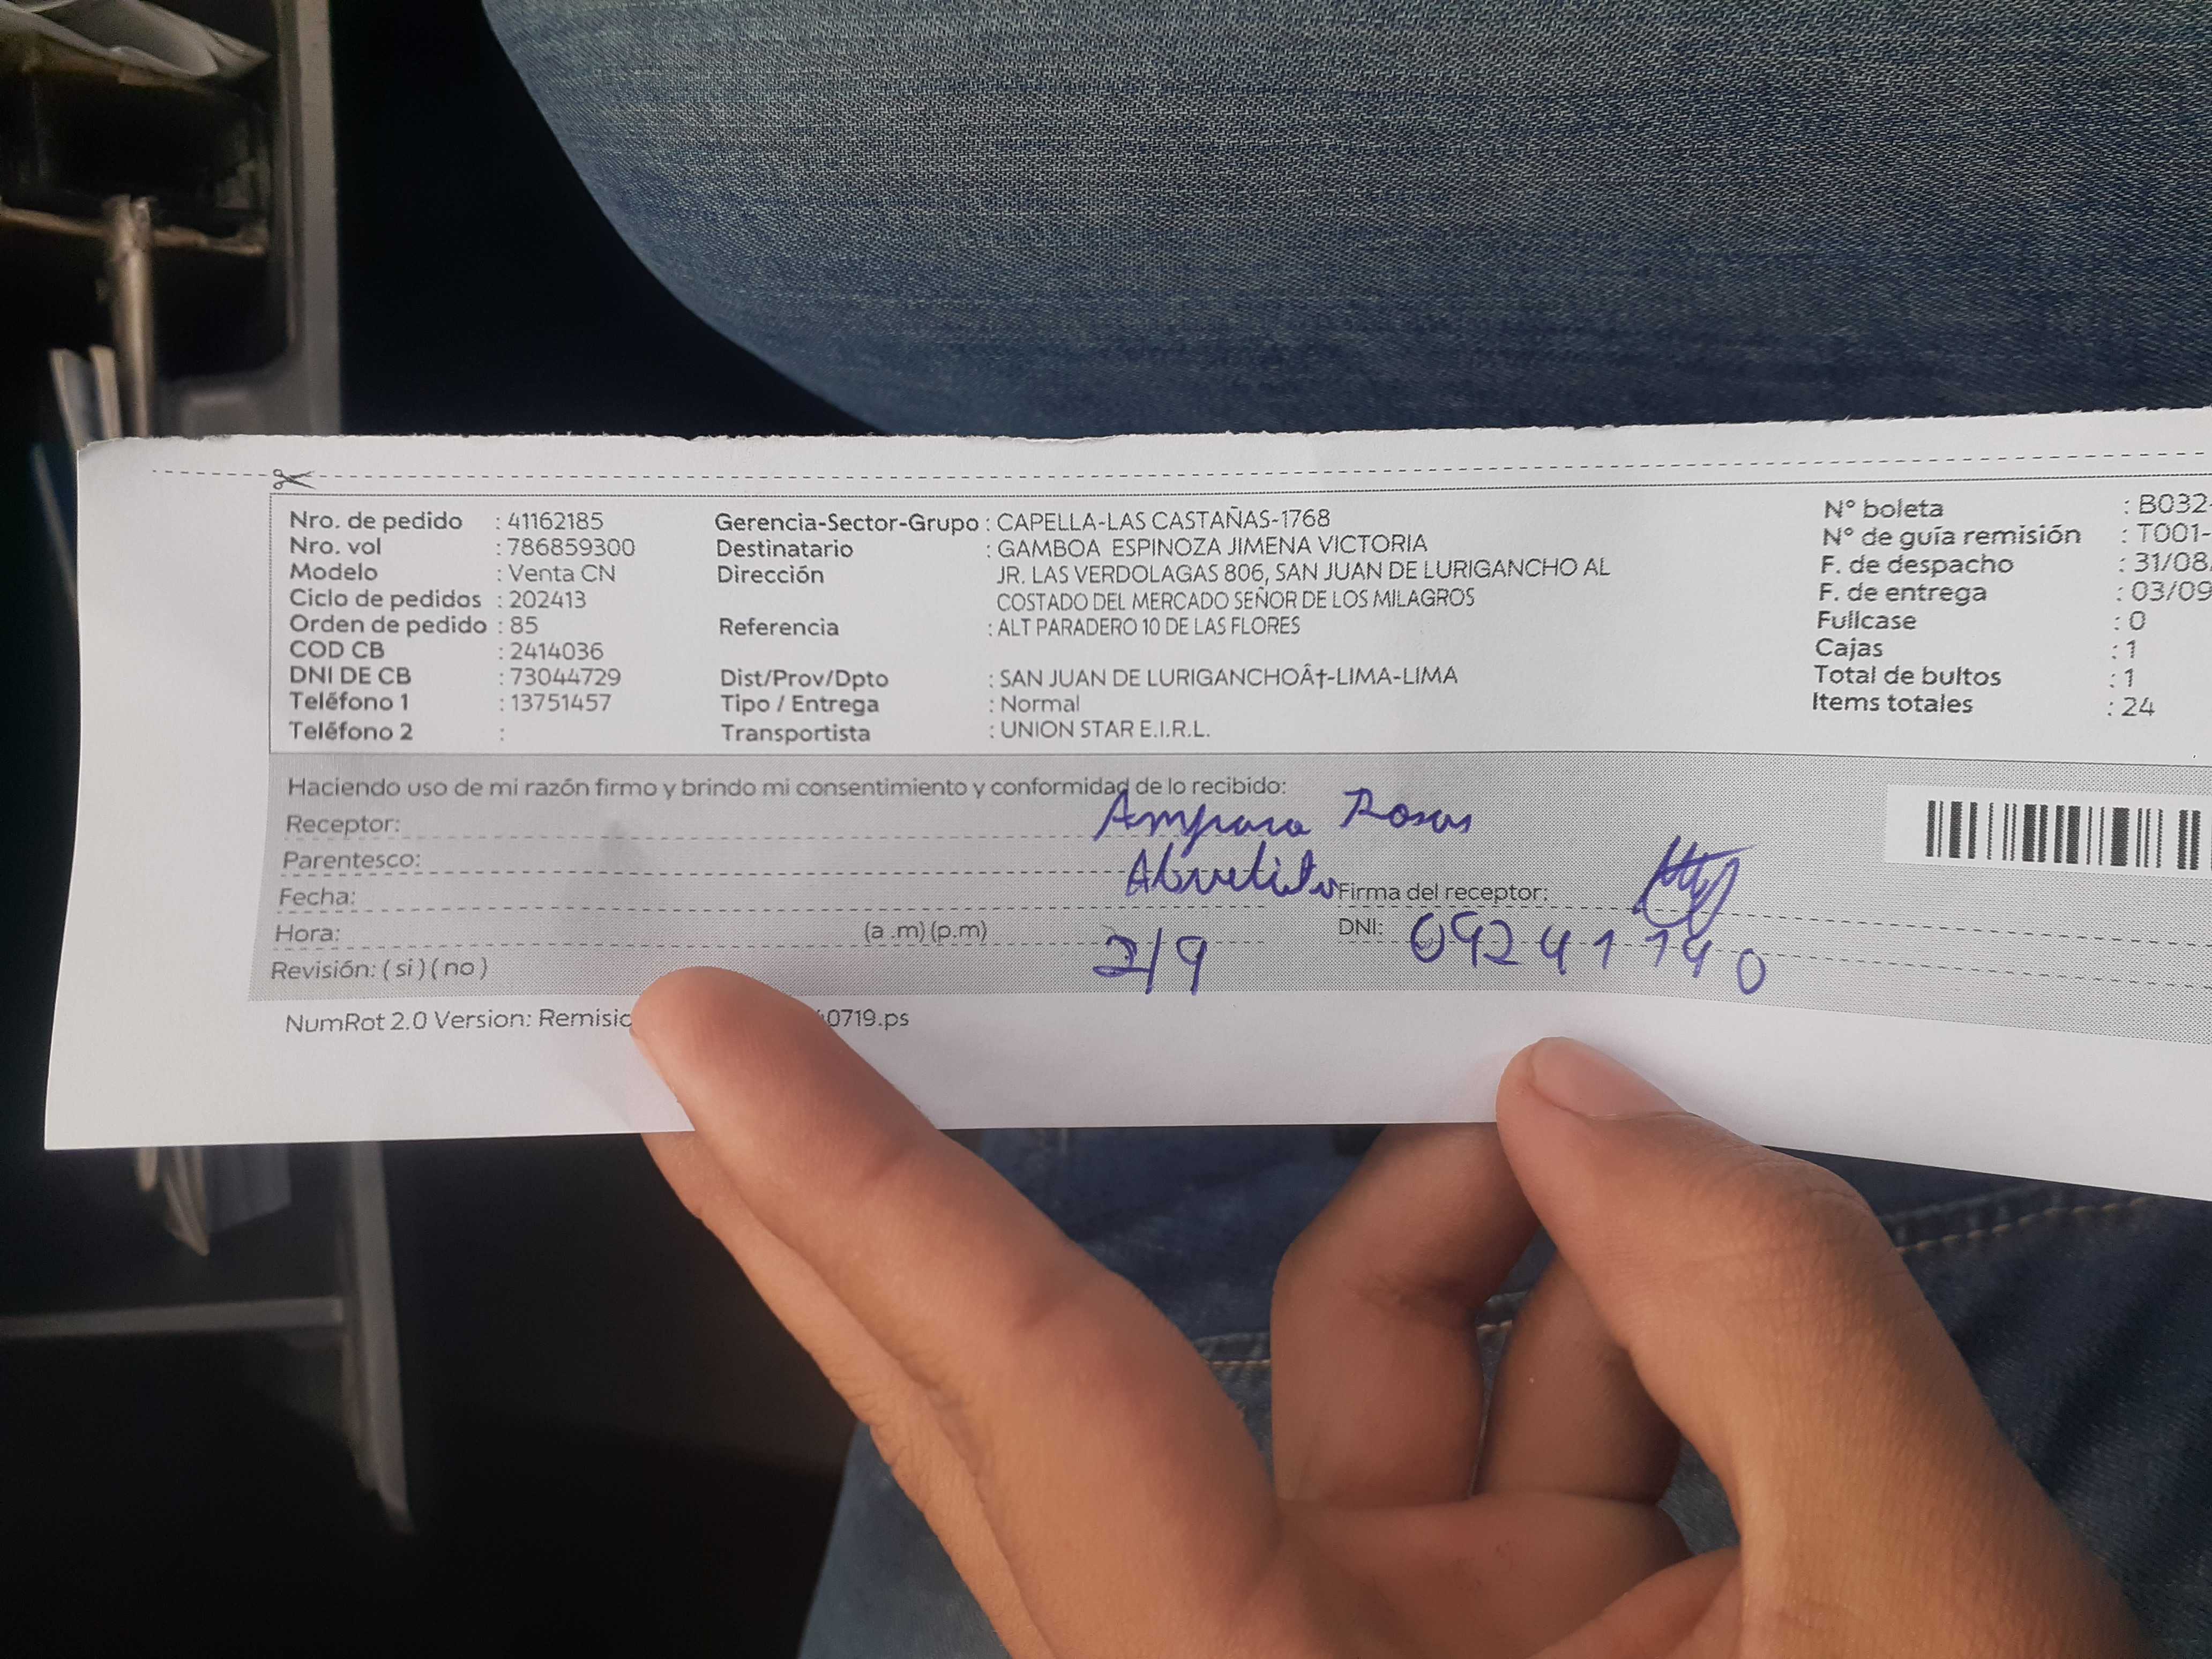 Nro. de pedido : 41162185
Nro. vol : 786859300
Modelo : Venta CN
Ciclo de pedidos : 202413
Orden de pedido : 85
COD CB : 2414036
DNI DE CB : 73044729
Teléfono 1 : 13751457
Teléfono 2 :
Gerencia-Sector-Grupo : CAPELLA-LAS CASTAÑAS-1768
Destinatario : GAMBOA ESPINOZA JIMENA VICTORIA
Dirección JR. LAS VERDOLAGAS 806, SAN JUAN DE LURIGANCHO AL
COSTADO DEL MERCADO SEÑOR DE LOS MILAGROS
Referencia : ALT PARADERO 10 DE LAS FLORES
Dist/Prov/Dpto : SAN JUAN DE LURIGANCHOÂ†-LIMA-LIMA
Tipo / Entrega : Normal
Transportista : UNION STAR E.I.R.L.
N° boleta : B032-
N° de guía remisión : T001-
F. de despacho : 31/08
F. de entrega : 03/09
Fullcase : 0
Cajas : 1
Total de bultos : 1
Items totales : 24
Haciendo uso de mi razón firmo y brindo mi consentimiento y conformidad de lo recibido:
Receptor: Amparo Rosas
Parentesco: Abuelita
Fecha: Firma del receptor:
Hora: (a .m) (p.m) 2/9 DNI: 09241740
Revisión: ( si ) ( no )
NumRot 2.0 Version: Remisio 0719.ps